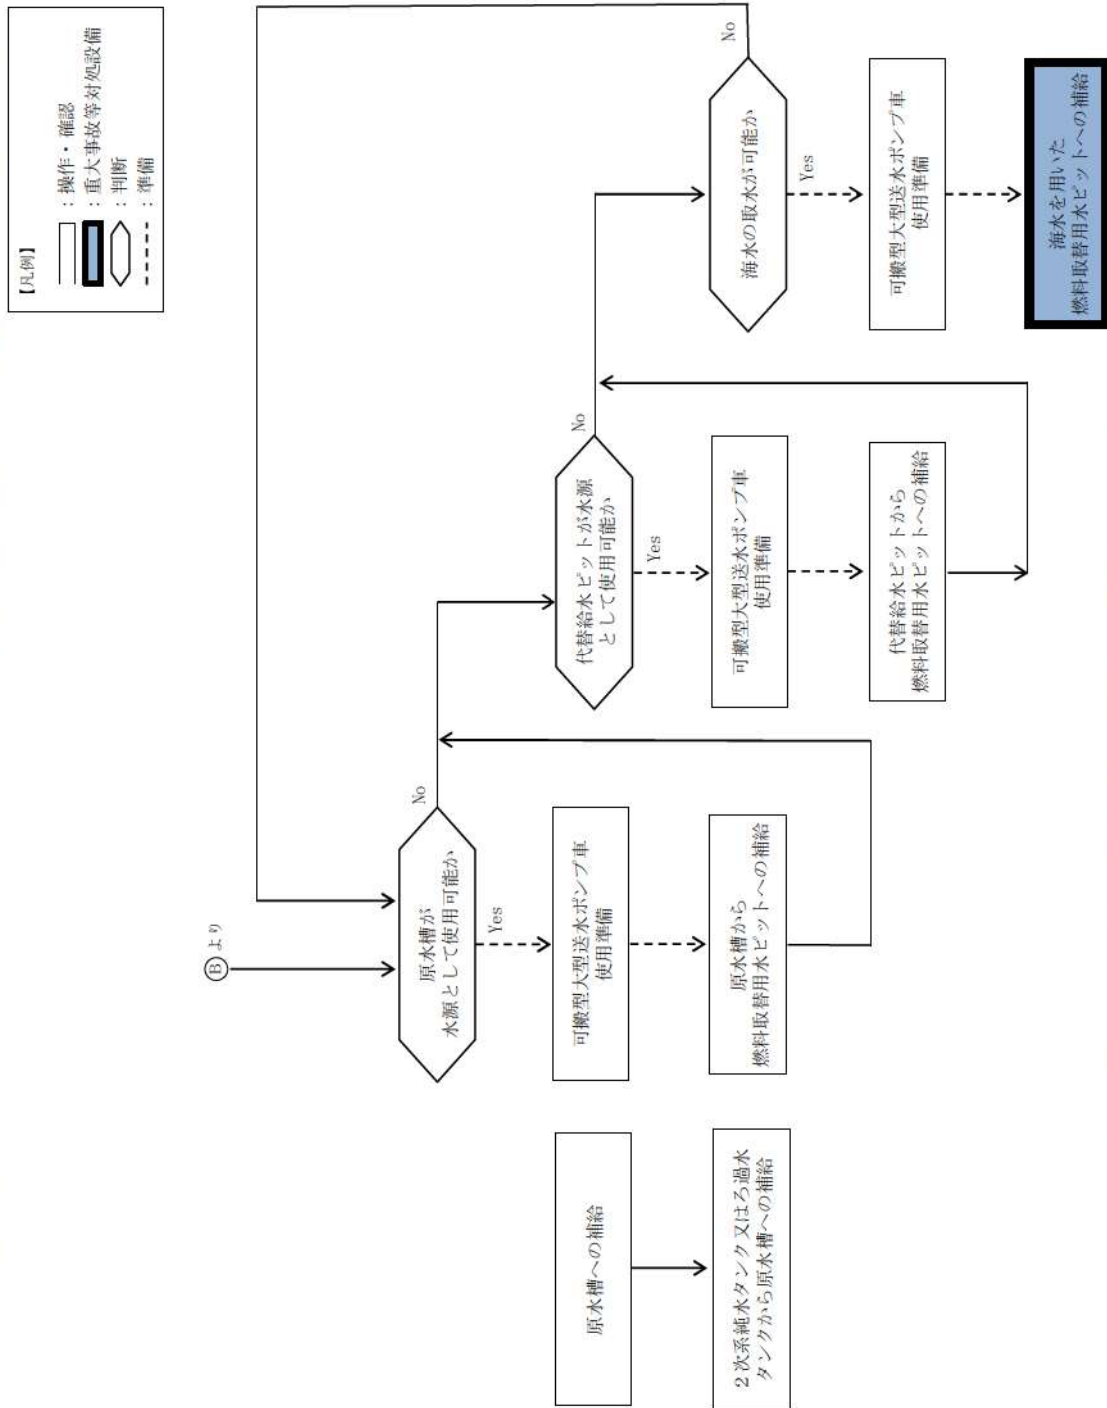 【凡例】
：操作・確認
：重大事故等対処設備
：判断
：準備
Ⓑより
原水槽が
水源として使用可能か
No
Yes
可搬型大型送水ポンプ車
使用準備
原水槽から
燃料取替用水ピットへの補給
原水槽への補給
2次系純水タンク又はろ過水
タンクから原水槽への補給
代替給水ピットが水源
として使用可能か
No
Yes
可搬型大型送水ポンプ車
使用準備
代替給水ピットから
燃料取替用水ピットへの補給
海水の取水が可能か
No
Yes
可搬型大型送水ポンプ車
使用準備
海水を用いた
燃料取替用水ピットへの補給